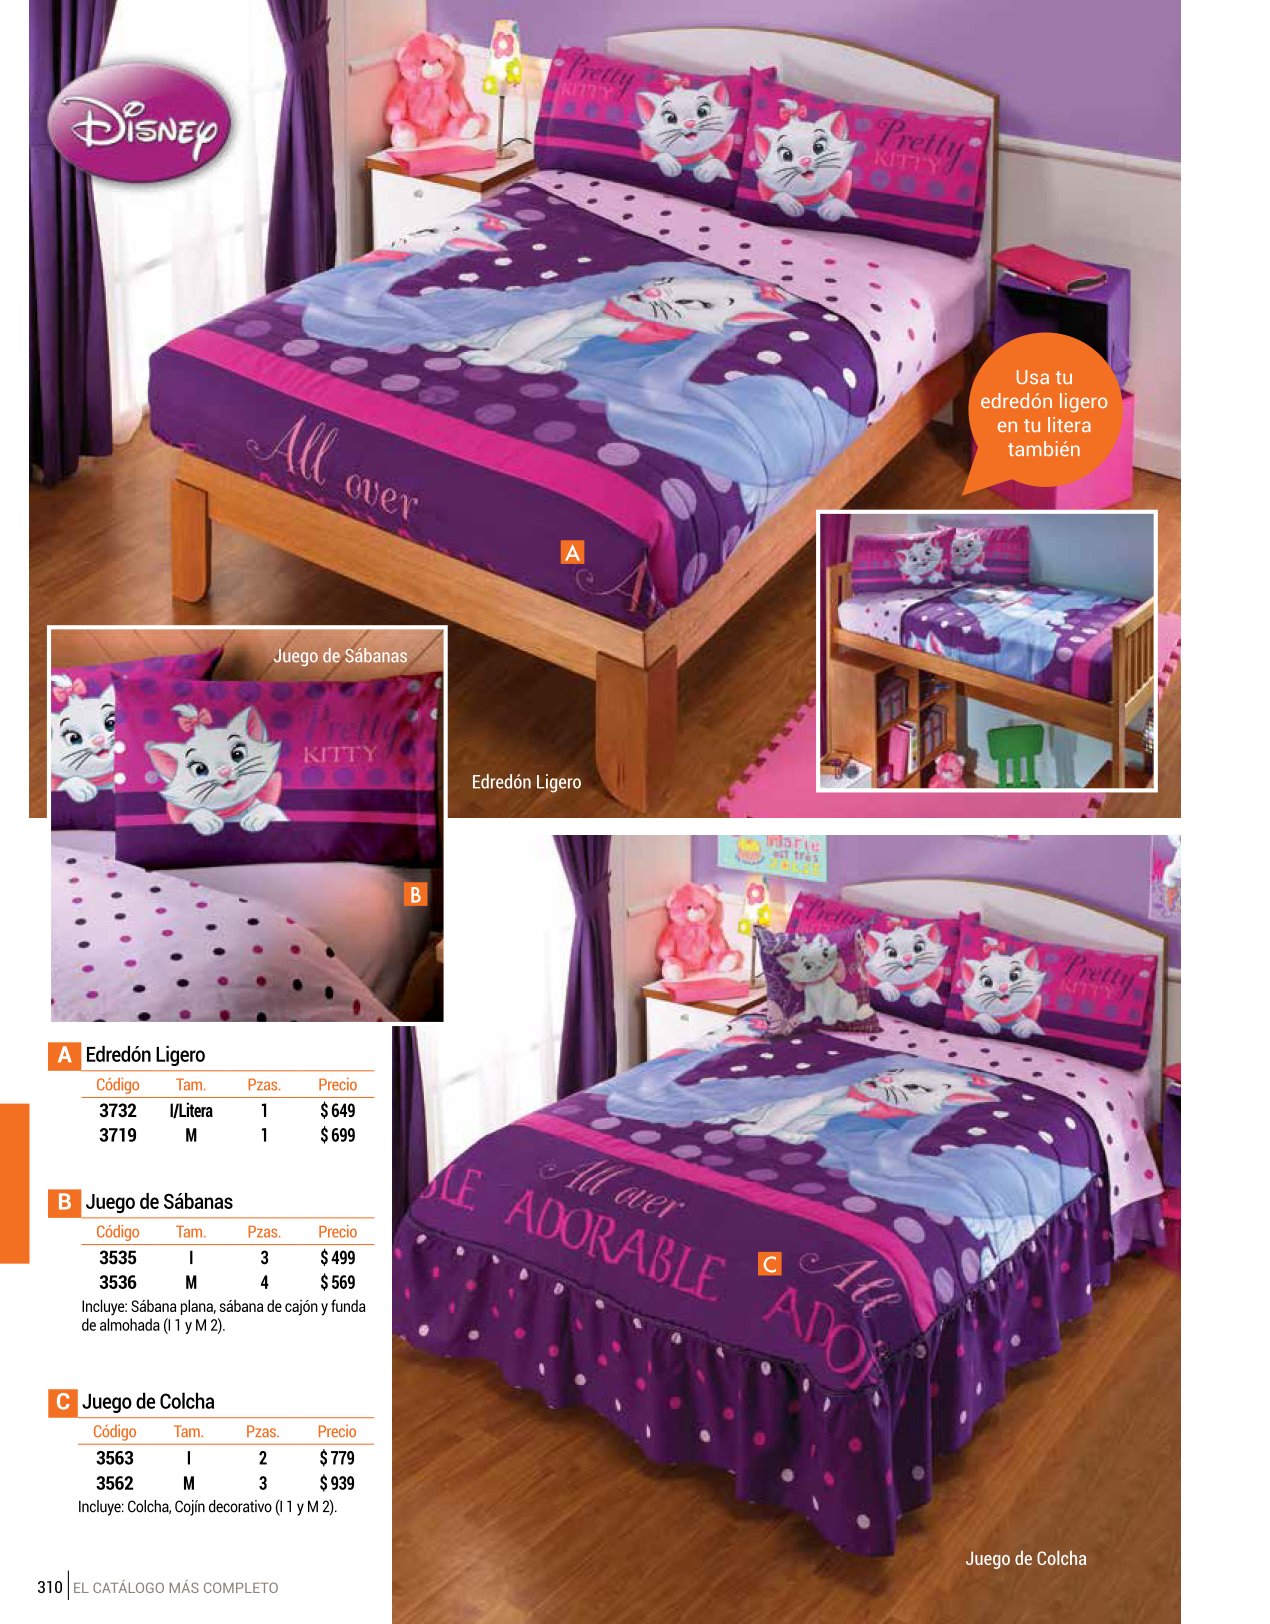 DISNEY
Pretty
KITTY
Pretty
KITTY
Usa tu
edredón ligero
en tu litera
también
All over
A
Juego de Sábanas
Pretty
KITTY
Edredón Ligero
B
Marie
Pretty
Pretty
KITTY
All over
ADORABLE
All
C
Juego de Colcha
A Edredón Ligero
Código Tam. Pzas. Precio
3732 I/Litera 1 $ 649
3719 M 1 $ 699
B Juego de Sábanas
Código Tam. Pzas. Precio
3535 I 3 $ 499
3536 M 4 $ 569
Incluye: Sábana plana, sábana de cajón y funda
de almohada (I 1 y M 2).
C Juego de Colcha
Código Tam. Pzas. Precio
3563 I 2 $ 779
3562 M 3 $ 939
Incluye: Colcha, Cojín decorativo (I 1 y M 2).
310 EL CATÁLOGO MÁS COMPLETO